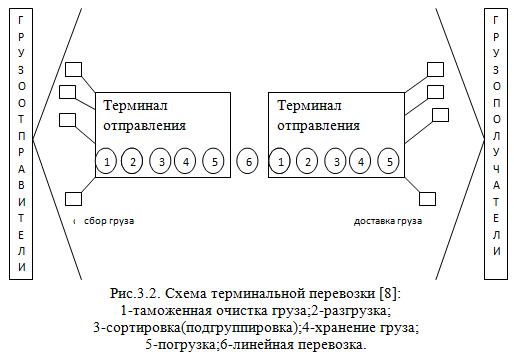 ГРУЗООТПРАВИТЕЛИ
Терминал
отправления
1 2 3 4 5
6
Терминал
отправления
1 2 3 4 5
ГРУЗОПОЛУЧАТЕЛИ
сбор груза
доставка груза
Рис.3.2. Схема терминальной перевозки [8]:
1-таможенная очистка груза;2-разгрузка;
3-сортировка(подгруппировка);4-хранение груза;
5-погрузка;6-линейная перевозка.